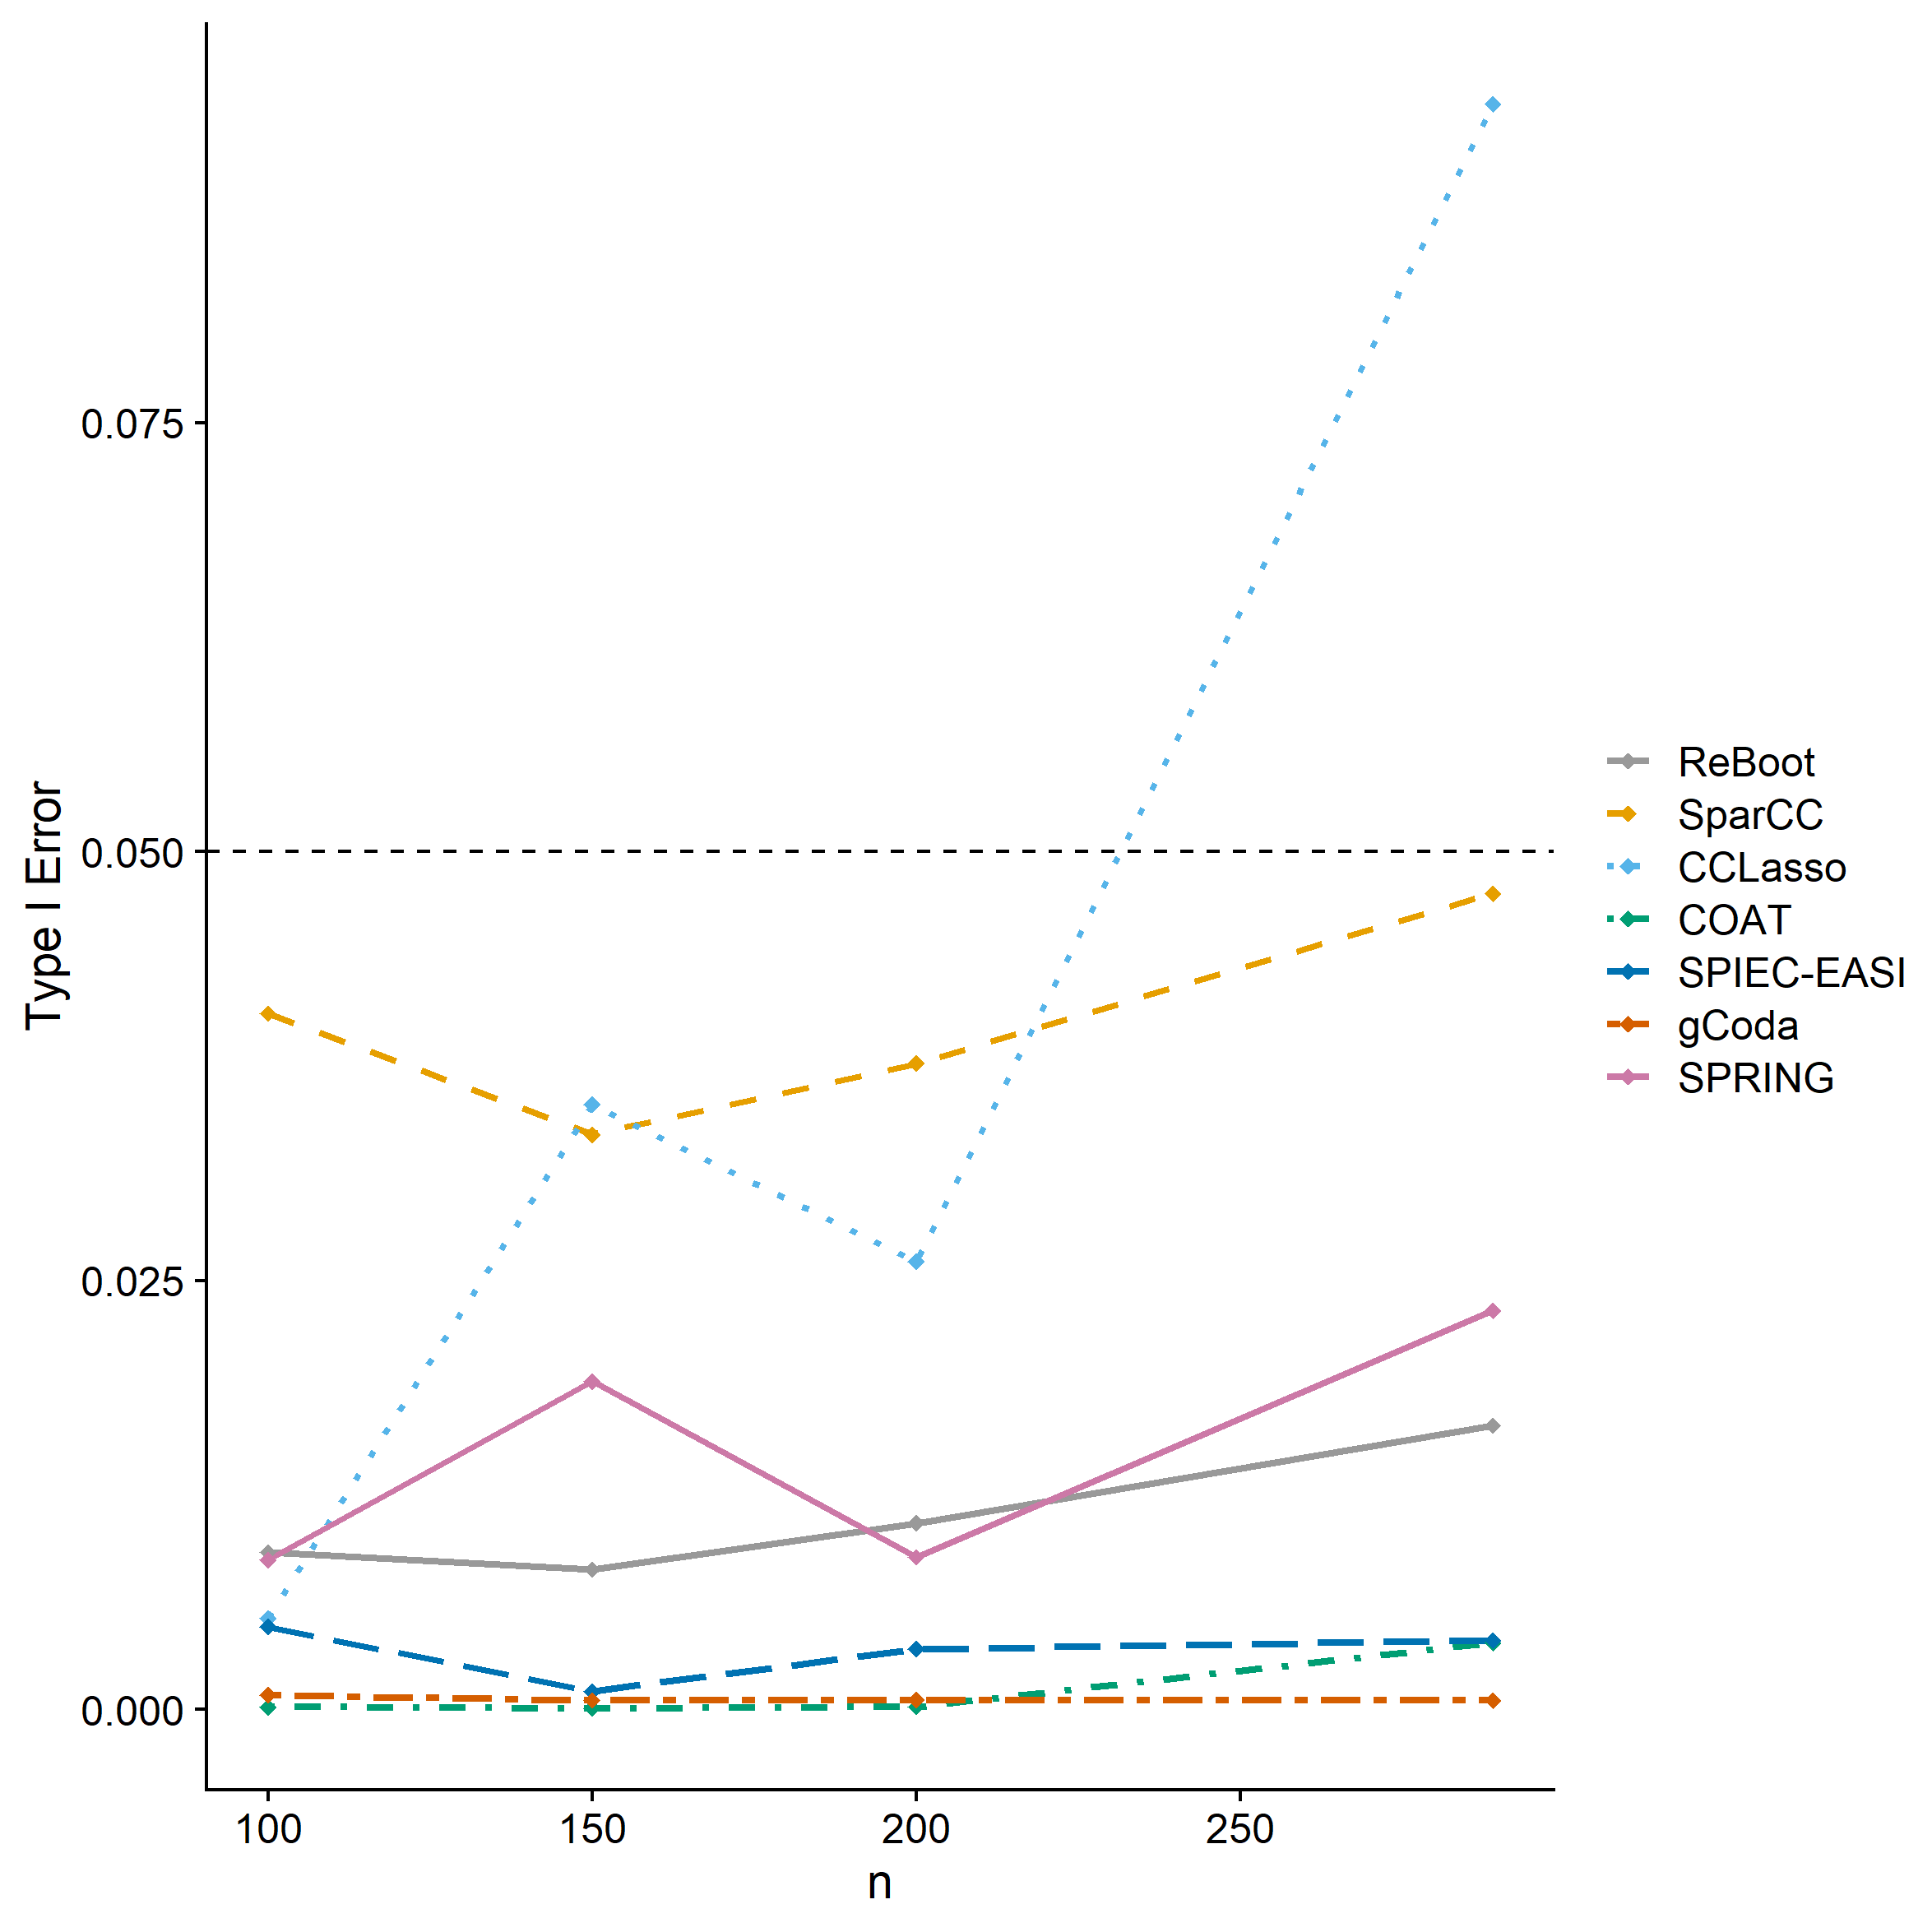 Type I Error
0.075
0.050
0.025
0.000
100
150
200
250
n
ReBoot
SparCC
CCLasso
COAT
SPIEC-EASI
gCoda
SPRING